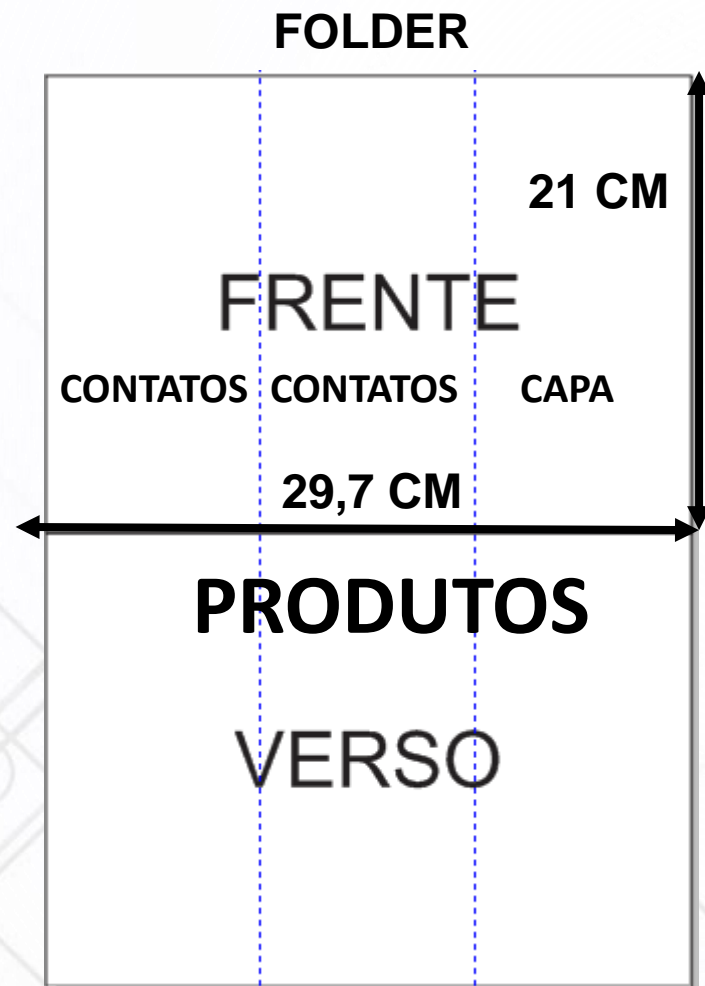 FOLDER
21 CM
FRENTE
CONTATOS CONTATOS CAPA
29,7 CM
PRODUTOS
VERSO